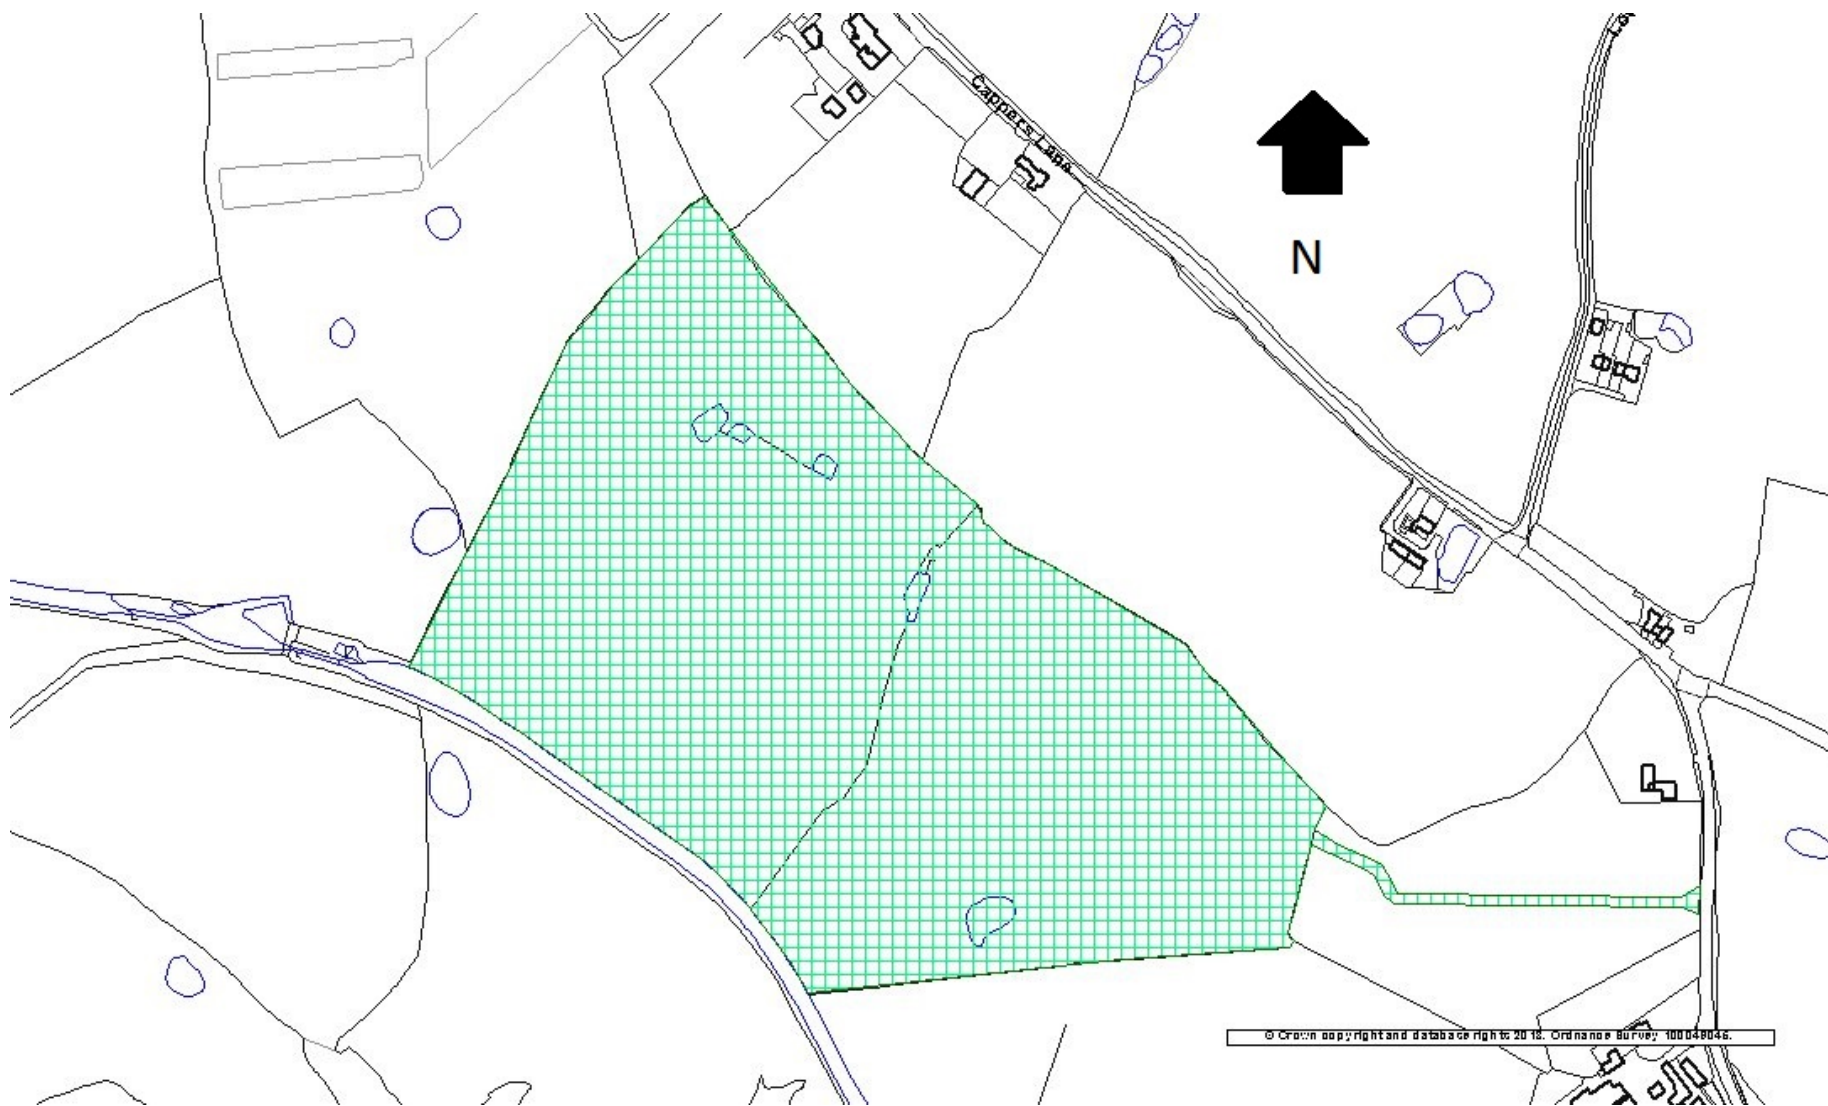 Cappers Lane
N
© Crown copyright and database rights 2018. Ordnance Survey 100049046.